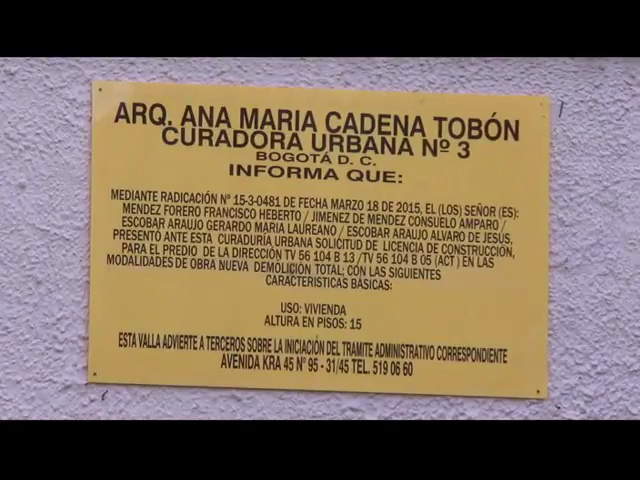 ARQ. ANA MARIA CADENA TOBÓN
CURADORA URBANA Nº 3
BOGOTÁ D. C.
INFORMA QUE:
MEDIANTE RADICACIÓN Nº 15-3-0481 DE FECHA MARZO 18 DE 2015, EL (LOS) SEÑOR (ES):
MENDEZ FORERO FRANCISCO HEBERTO / JIMENEZ DE MENDEZ CONSUELO AMPARO /
ESCOBAR ARAUJO GERARDO MARIA LAUREANO / ESCOBAR ARAUJO ALVARO DE JESUS,
PRESENTÓ ANTE ESTA CURADURÍA URBANA SOLICITUD DE LICENCIA DE CONSTRUCCIÓN,
PARA EL PREDIO DE LA DIRECCIÓN TV 56 104 B 13 /TV 56 104 B 05 (ACT) EN LAS
MODALIDADES DE OBRA NUEVA DEMOLICIÓN TOTAL; CON LAS SIGUIENTES
CARACTERISTICAS BÁSICAS:
USO: VIVIENDA
ALTURA EN PISOS: 15
ESTA VALLA ADVIERTE A TERCEROS SOBRE LA INICIACIÓN DEL TRAMITE ADMINISTRATIVO CORRESPONDIENTE
AVENIDA KRA 45 Nº 95 - 31/45 TEL. 519 06 60